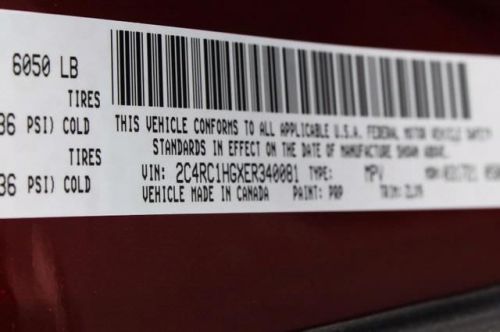 6050 LB
TIRES
36 PSI) COLD
THIS VEHICLE CONFORMS TO ALL APPLICABLE U.S.A. FEDERAL MOTOR VEHICLE SAFETY
STANDARDS IN EFFECT ON THE DATE OF MANUFACTURE SHOWN ABOVE.
TIRES
VIN: 2C4RC1HGXER340081 TYPE: MPV
36 PSI) COLD
VEHICLE MADE IN CANADA PAINT: PRP TRIM: